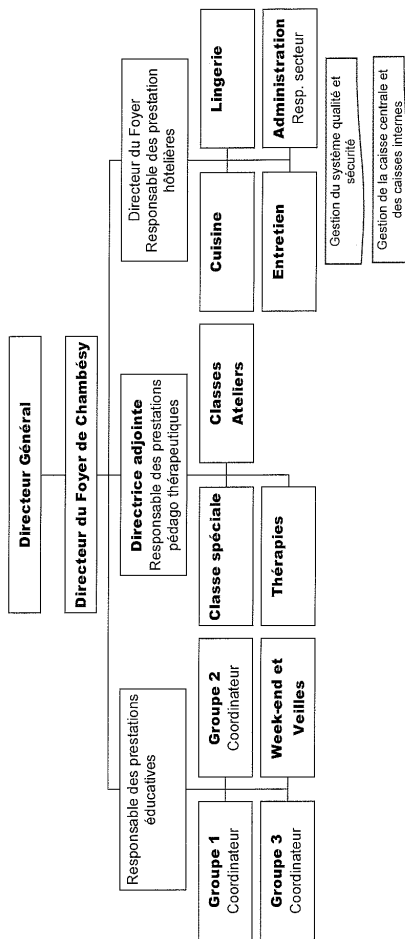 Directeur Général
Directeur du Foyer de Chambésy
Responsable des prestations
éducatives
Groupe 1
Coordinateur
Groupe 2
Coordinateur
Groupe 3
Coordinateur
Week-end et
Veilles
Directrice adjointe
Responsable des prestations
pédago thérapeutiques
Classe spéciale
Classes
Ateliers
Thérapies
Directeur du Foyer
Responsable des prestation
hôtelières
Cuisine
Lingerie
Entretien
Administration
Resp. secteur
Gestion du système qualité et
sécurité
Gestion de la caisse centrale et
des caisses internes